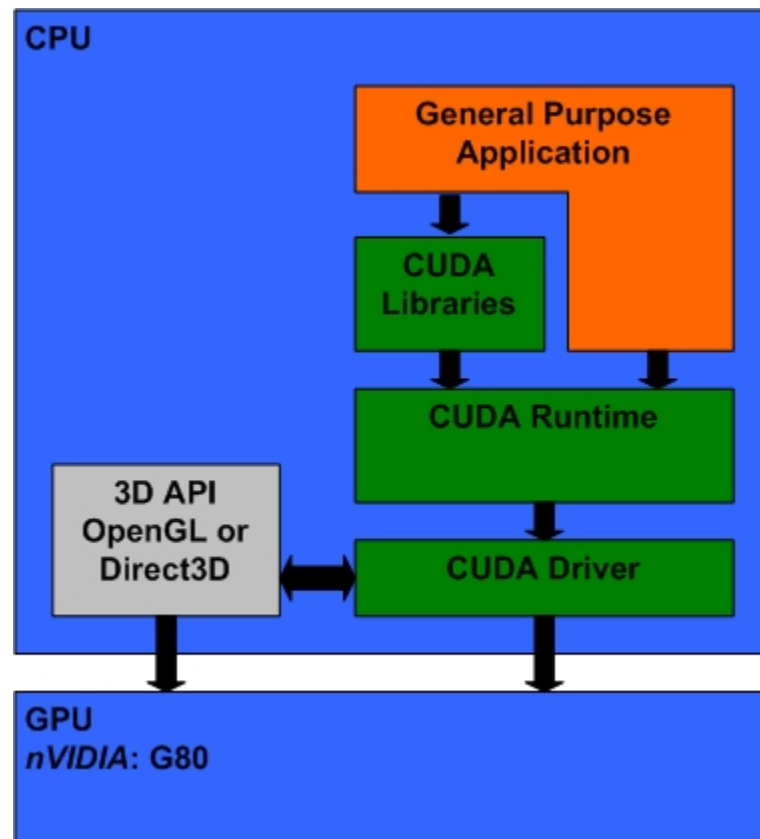 CPU
General Purpose
Application
CUDA
Libraries
CUDA Runtime
3D API
OpenGL or
Direct3D
CUDA Driver
GPU
nVIDIA: G80